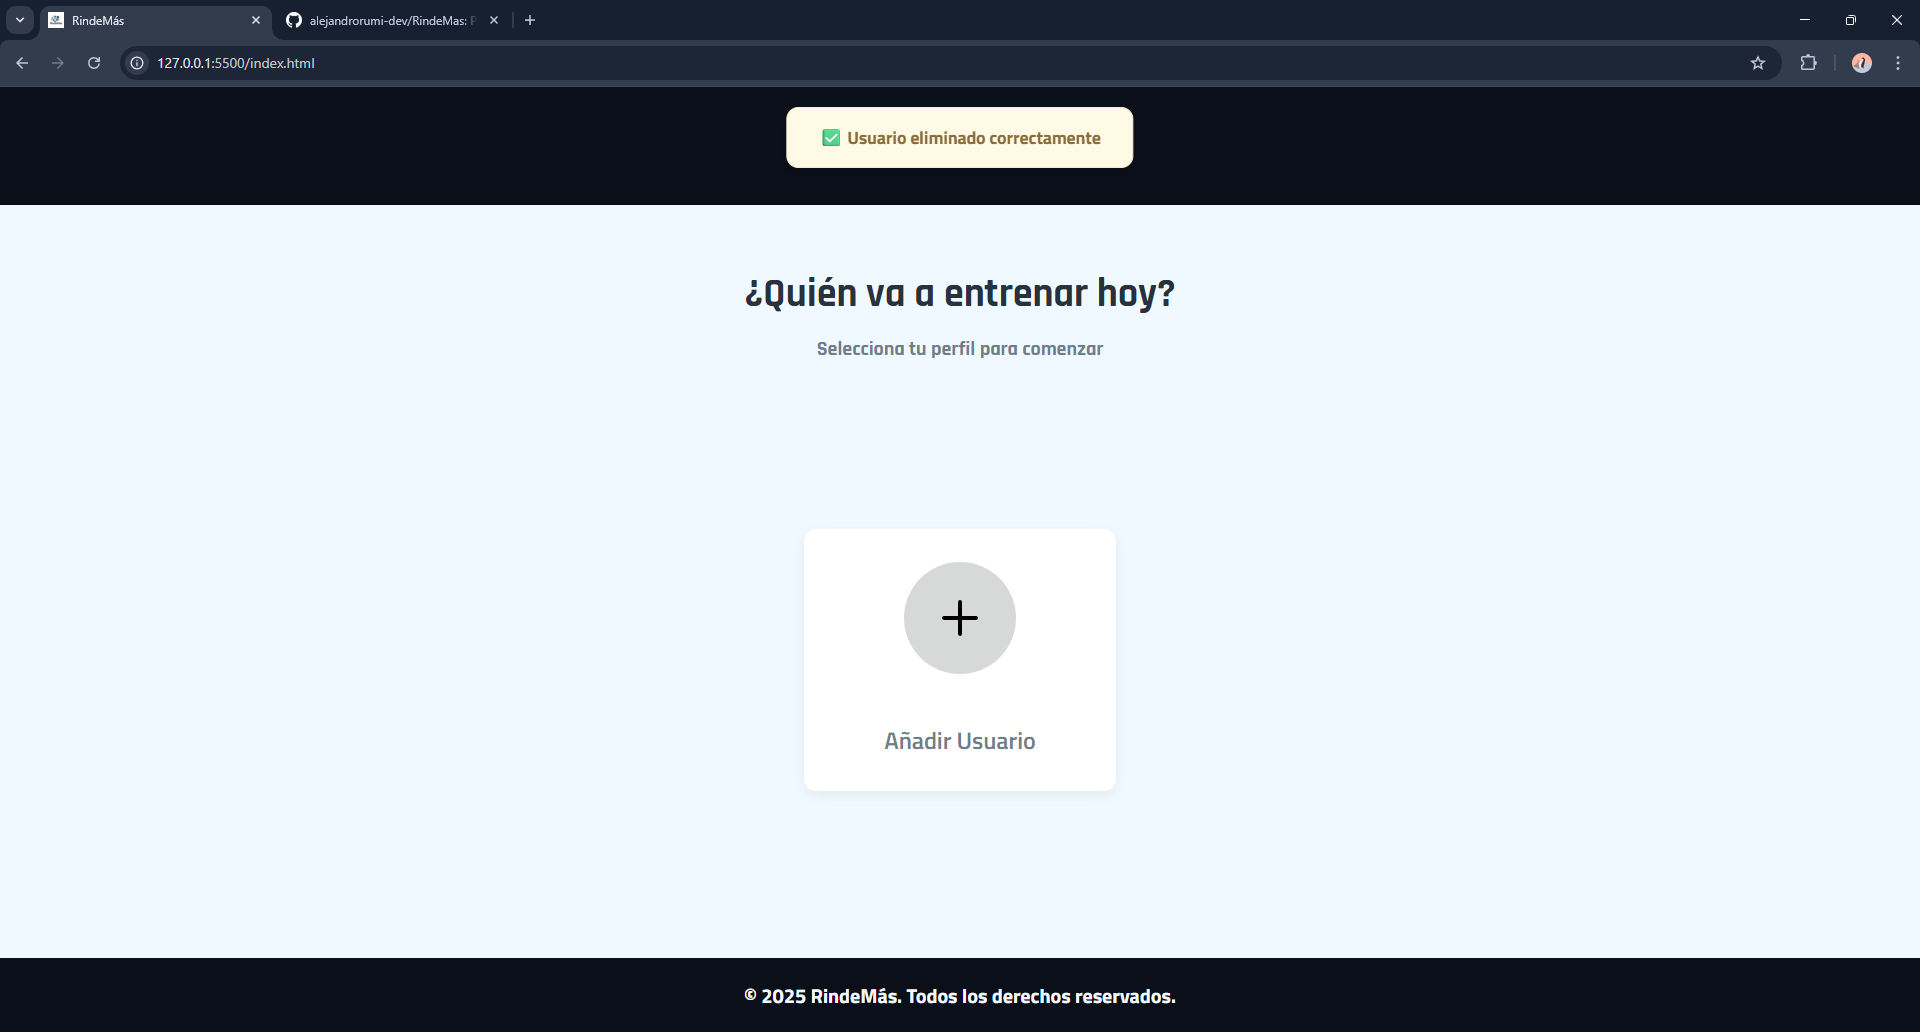 RindeMás
alejandrorumi-dev/RindeMas: P
127.0.0.1:5500/index.html
✅ Usuario eliminado correctamente
¿Quién va a entrenar hoy?
Selecciona tu perfil para comenzar
Añadir Usuario
© 2025 RindeMás. Todos los derechos reservados.